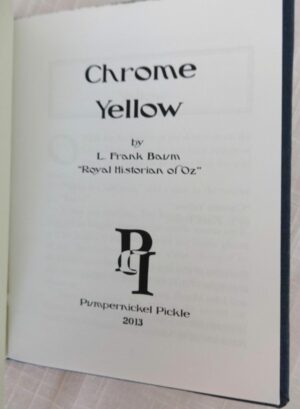 Chrome
Yellow
by
L. Frank Baum
"Royal Historian of Oz"
Pumpernickel Pickle
2013